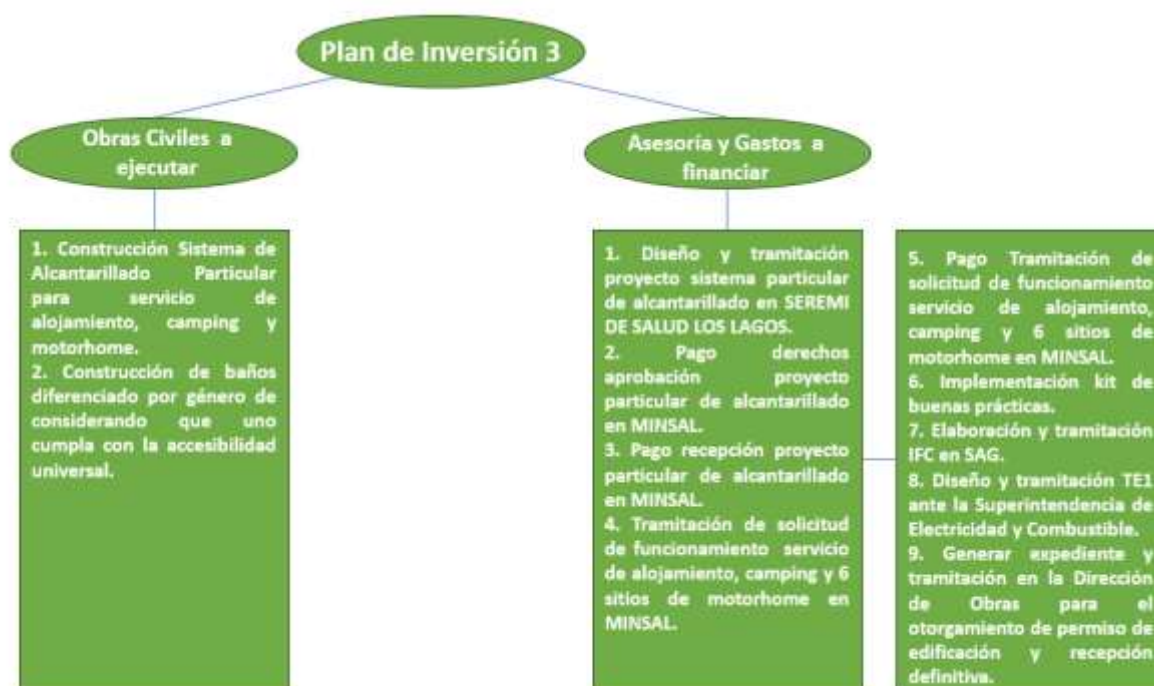 Plan de Inversión 3
Obras Civiles a
ejecutar
Asesoría y Gastos a
financiar
1. Construcción Sistema de
Alcantarillado Particular
para servicio de
alojamiento, camping y
motorhome.
2. Construcción de baños
diferenciado por género de
considerando que uno
cumpla con la accesibilidad
universal.
1. Diseño y tramitación
proyecto sistema particular
de alcantarillado en SEREMI
DE SALUD LOS LAGOS.
2. Pago derechos
aprobación proyecto
particular de alcantarillado
en MINSAL.
3. Pago recepción proyecto
particular de alcantarillado
en MINSAL.
4. Tramitación de solicitud
de funcionamiento servicio
de alojamiento, camping y 6
sitios de motorhome en
MINSAL.
5. Pago Tramitación de
solicitud de funcionamiento
servicio de alojamiento,
camping y 6 sitios de
motorhome en MINSAL.
6. Implementación kit de
buenas prácticas.
7. Elaboración y tramitación
IFC en SAG.
8. Diseño y tramitación TE1
ante la Superintendencia de
Electricidad y Combustible.
9. Generar expediente y
tramitación en la Dirección
de Obras para el
otorgamiento de permiso de
edificación y recepción
definitiva.